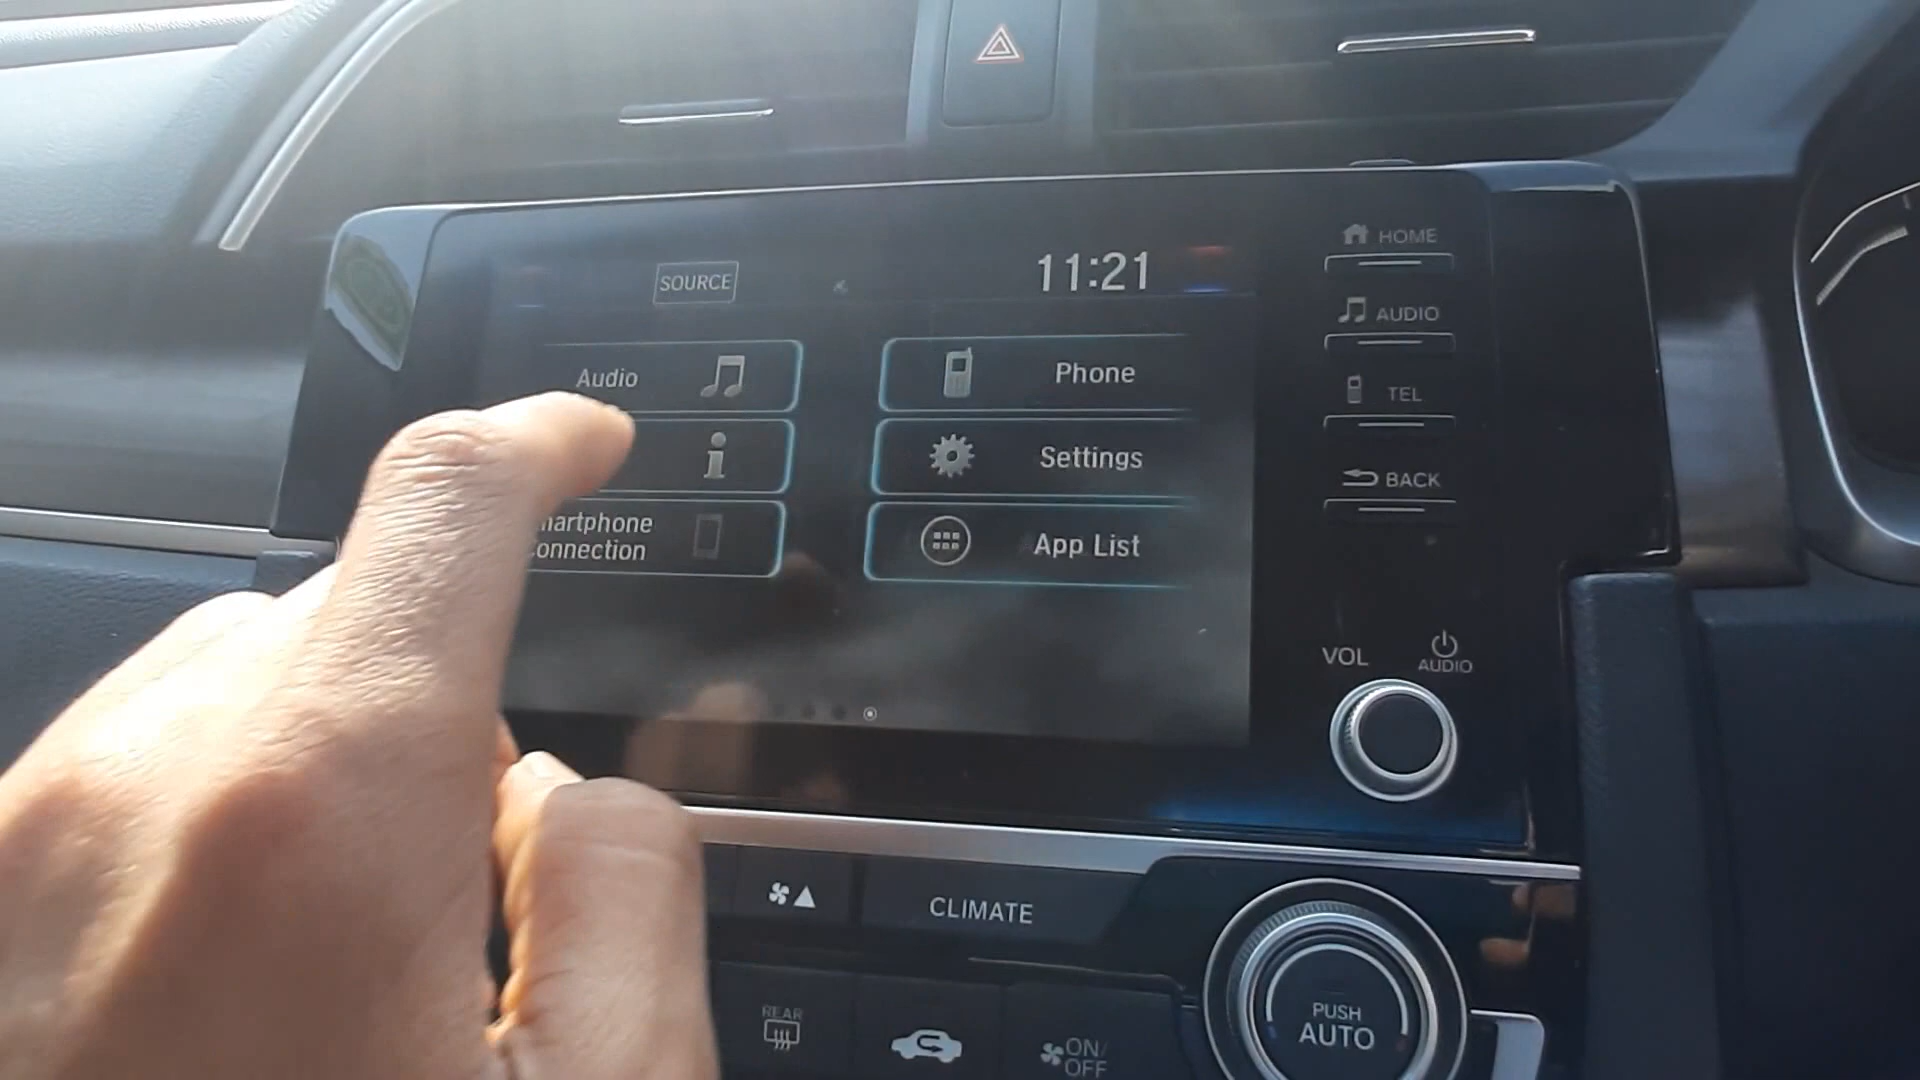 SOURCE
11:21
HOME
AUDIO
TEL
BACK
Audio
Phone
Settings
martphone
onnection
App List
VOL
AUDIO
CLIMATE
REAR
ON/
OFF
PUSH
AUTO